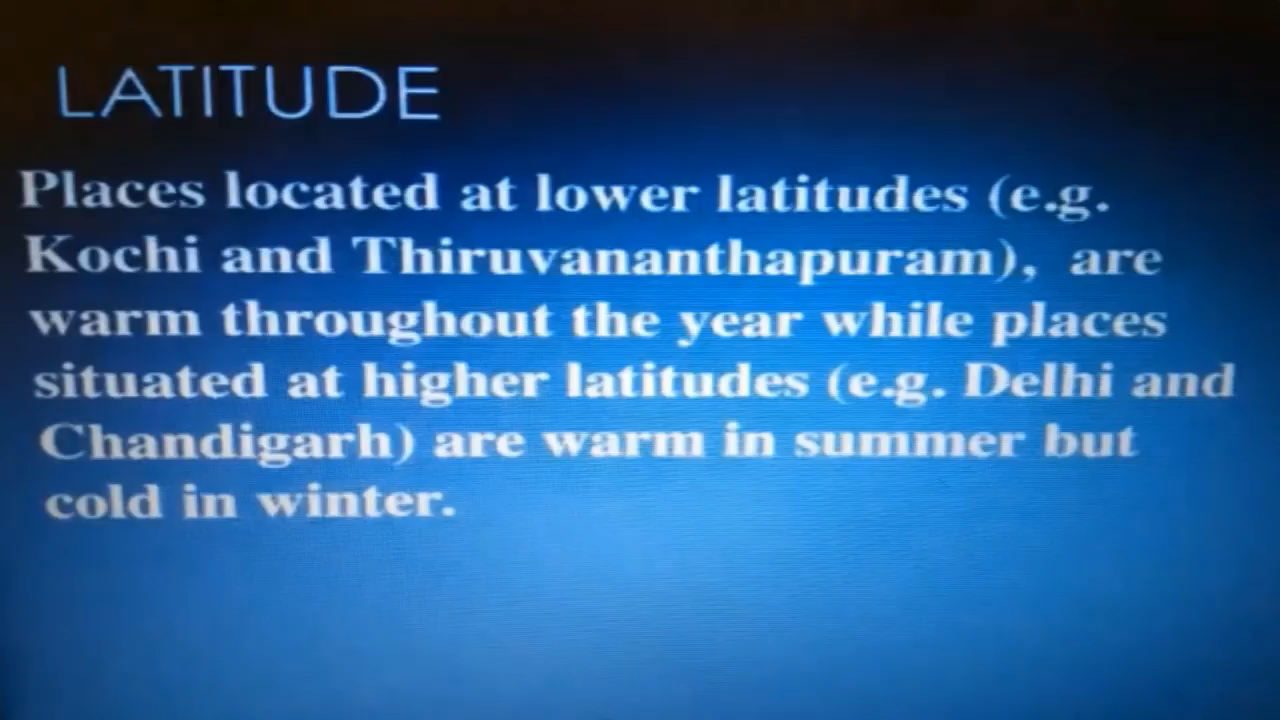 LATITUDE
Places located at lower latitudes (e.g.
Kochi and Thiruvananthapuram), are
warm throughout the year while places
situated at higher latitudes (e.g. Delhi and
Chandigarh) are warm in summer but
cold in winter.